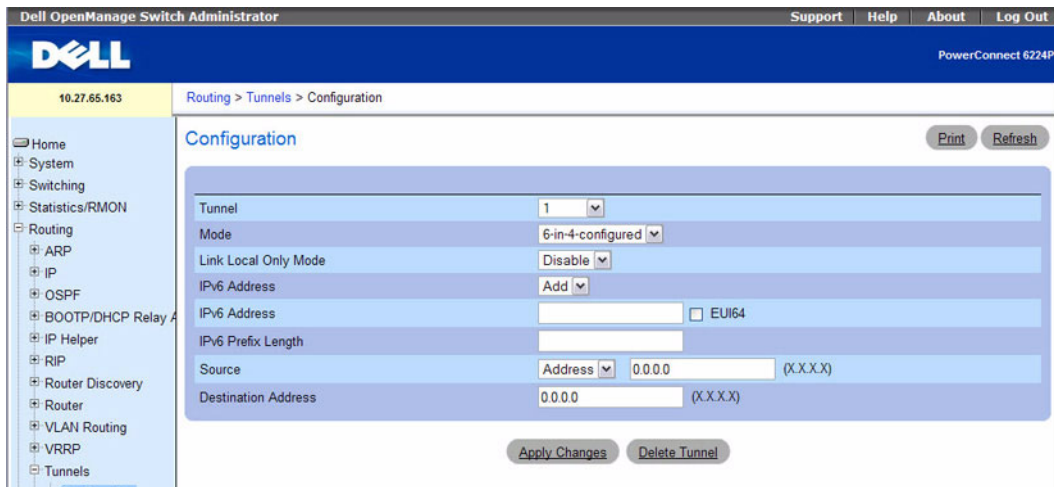 Dell OpenManage Switch Administrator
Support Help About Log Out
DELL
PowerConnect 6224P
10.27.65.163
Routing > Tunnels > Configuration
Home
System
Switching
Statistics/RMON
Routing
ARP
IP
OSPF
BOOTP/DHCP Relay
IP Helper
RIP
Router Discovery
Router
VLAN Routing
VRRP
Tunnels
Configuration
Print Refresh
Tunnel 1
Mode 6-in-4-configured
Link Local Only Mode Disable
IPv6 Address Add
IPv6 Address EUI64
IPv6 Prefix Length
Source Address 0.0.0.0 (X.X.X.X)
Destination Address 0.0.0.0 (X.X.X.X)
Apply Changes Delete Tunnel